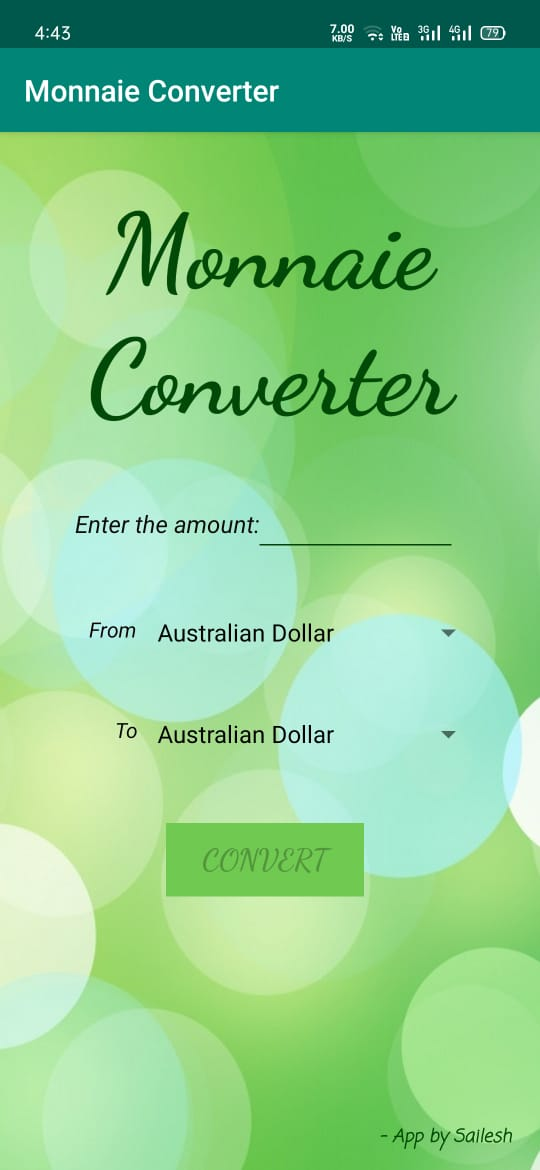 4:43 7.00 KB/S Vo LTE2 3G 4G 79
Monnaie Converter
Monnaie
Converter
Enter the amount:
From Australian Dollar
To Australian Dollar
CONVERT
- App by Sailesh